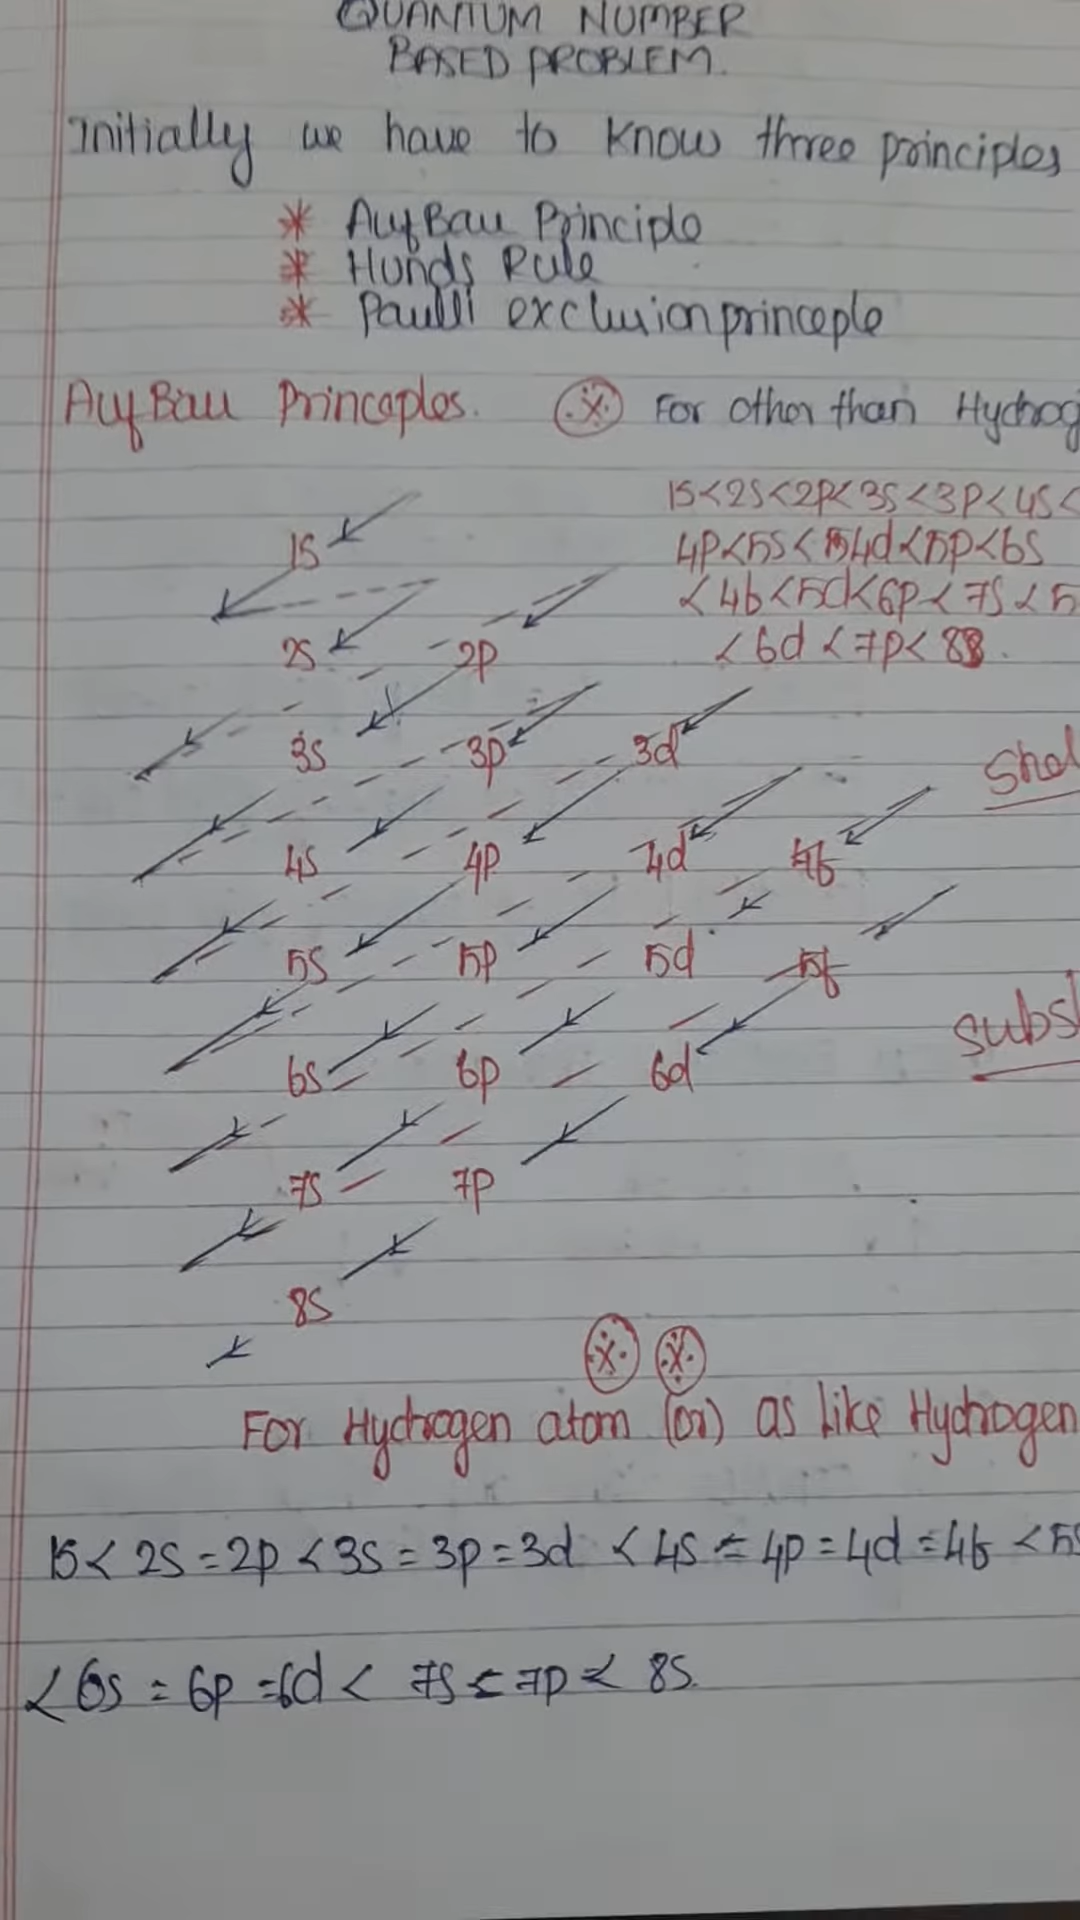 QUANTUM NUMBER
BASED PROBLEM.
Initially we have to know three principles
* AufBau Principle
* Hunds Rule
* Paulli exclusion principle
AufBau Princaples. For other than Hydrog
1S<2S<2P<3S<3P<4S<
4P<5S<4d<5P<6S
<4f<5d<6p<7S<5
<6d<7p<8S.
1S
2S 2p
3s 3p 3d
Shel
4s 4p 4d 4f
5s 5p 5d 5f
subs
6s 6p 6d
7s 7p
8s
For Hydrogen atom (or) as like Hydrogen
1S< 2S = 2p <3S = 3p = 3d < 4S = 4p = 4d = 4f < 5s
< 6s = 6p = 6d < 7s = 7p < 8s.